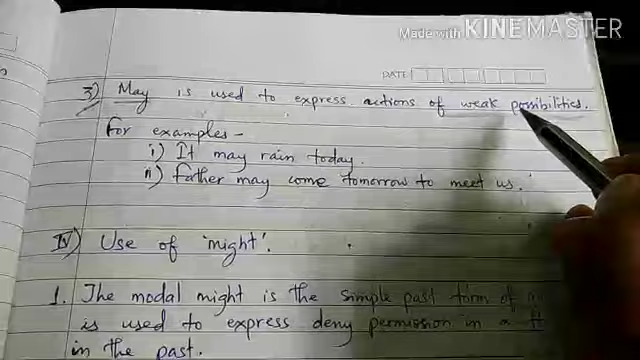 Made with KINEMASTER
DATE
3) May is used to express actions of weak possibilities.
For examples -
i) It may rain today.
ii) father may come tomorrow to meet us.
IV) Use of 'might'.
1. The modal might is the simple past form of
is used to express deny permission in a
in the past.